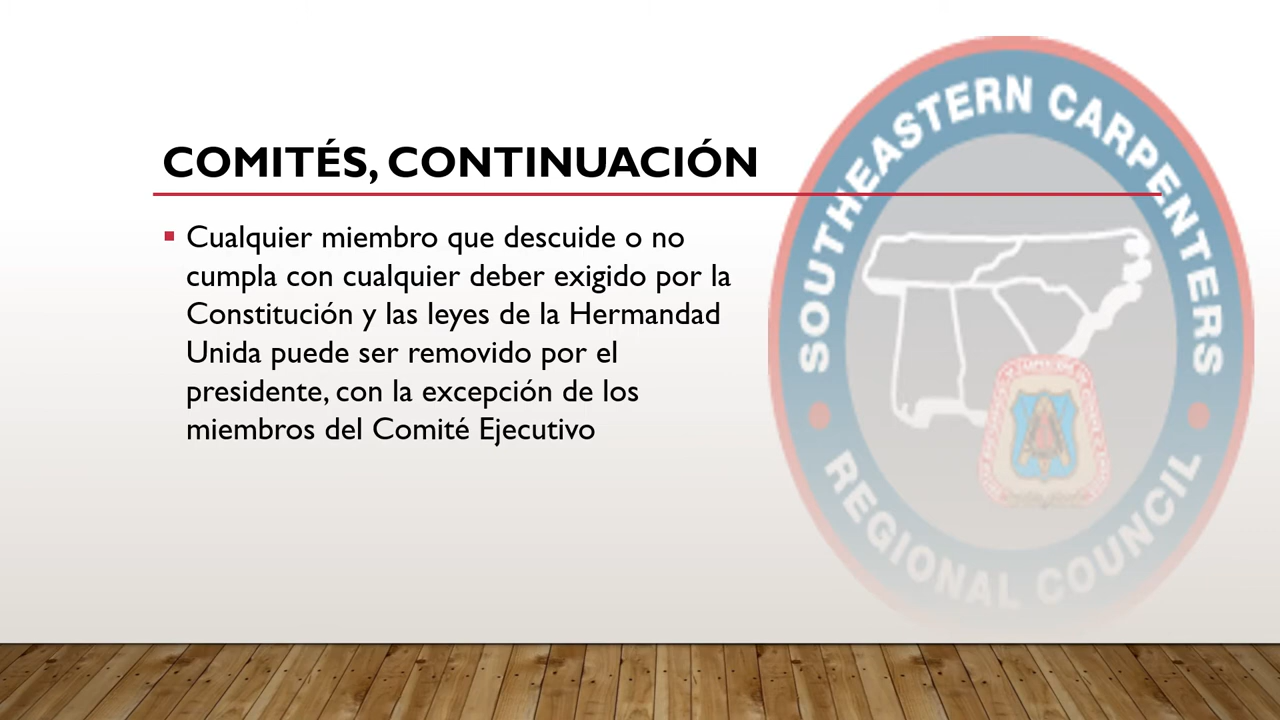 COMITÉS, CONTINUACIÓN
Cualquier miembro que descuide o no
cumpla con cualquier deber exigido por la
Constitución y las leyes de la Hermandad
Unida puede ser removido por el
presidente, con la excepción de los
miembros del Comité Ejecutivo
SOUTHEASTERN CARPENTERS
REGIONAL COUNCIL